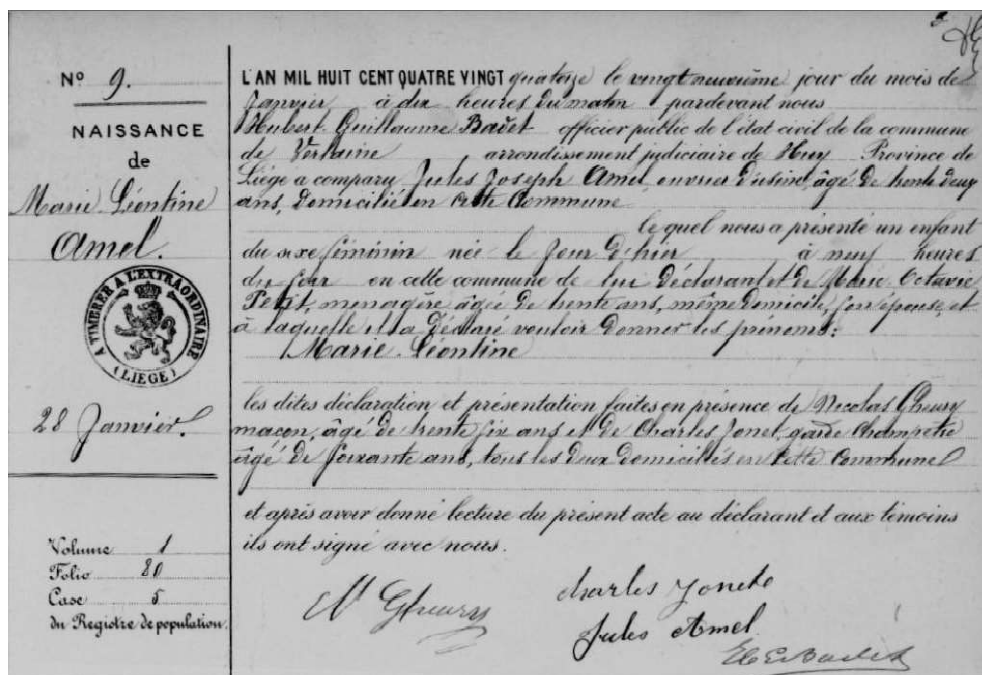 Nº 9.
NAISSANCE
de
Marie Léontine
Amel.
A TIMBRER A L'EXTRAORDINAIRE
(LIEGE)
28 Janvier.
Volume 1
Folio 80
Case 5
du Registre de population.
L'AN MIL HUIT CENT QUATRE VINGT quatorze le vingt neuvième jour du mois de
Janvier à dix heures du matin pardevant nous
Hubert Guillaume Badet officier public de l'état civil de la commune
de Verlaine arrondissement judiciaire de Huy Province de
Liège a comparu Jules Joseph Amel, ouvrier d'usine, âgé de trente deux
ans, domicilié en cette Commune
le quel nous a présenté un enfant
du sexe féminin née le jour d'hier à neuf heures
du soir en cette commune de lui déclarant et de Marie Octavie
Petit, menagère âgée de trente ans, même domicile, son épouse, et
à laquelle il a déclaré vouloir donner les prénoms:
Marie Léontine
les dites déclaration et présentation faites en présence de Nicolas Gheury
maçon, âgé de trente six ans et de Charles Jonet, garde champetre
âgé de soixante ans, tous les deux domiciliés en cette Commune
et après avoir donné lecture du présent acte au déclarant et aux témoins
ils ont signé avec nous.
N Gheury
Charles Jonet
Jules Amel